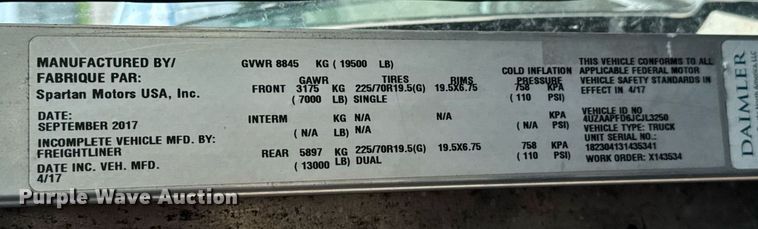 MANUFACTURED BY/
FABRIQUE PAR:
Spartan Motors USA, Inc.
DATE:
SEPTEMBER 2017
INCOMPLETE VEHICLE MFD. BY:
FREIGHTLINER
DATE INC. VEH. MFD.
4/17
GVWR 8845 KG ( 19500 LB)
GAWR TIRES RIMS COLD INFLATION PRESSURE
FRONT 3175 KG 225/70R19.5(G) 19.5X6.75 758 KPA
( 7000 LB) SINGLE ( 110 PSI)
INTERM KG N/A N/A KPA
( N/A LB) N/A ( N/A PSI)
REAR 5897 KG 225/70R19.5(G) 19.5X6.75 758 KPA
( 13000 LB) DUAL ( 110 PSI)
THIS VEHICLE CONFORMS TO ALL
APPLICABLE FEDERAL MOTOR
VEHICLE SAFETY STANDARDS IN
EFFECT IN 4/17
VEHICLE ID NO
4UZAAPFD6JCJL3250
VEHICLE TYPE: TRUCK
UNIT SERIAL NO:
182304131435341
WORK ORDER: X143534
DAIMLER
Purple Wave Auction